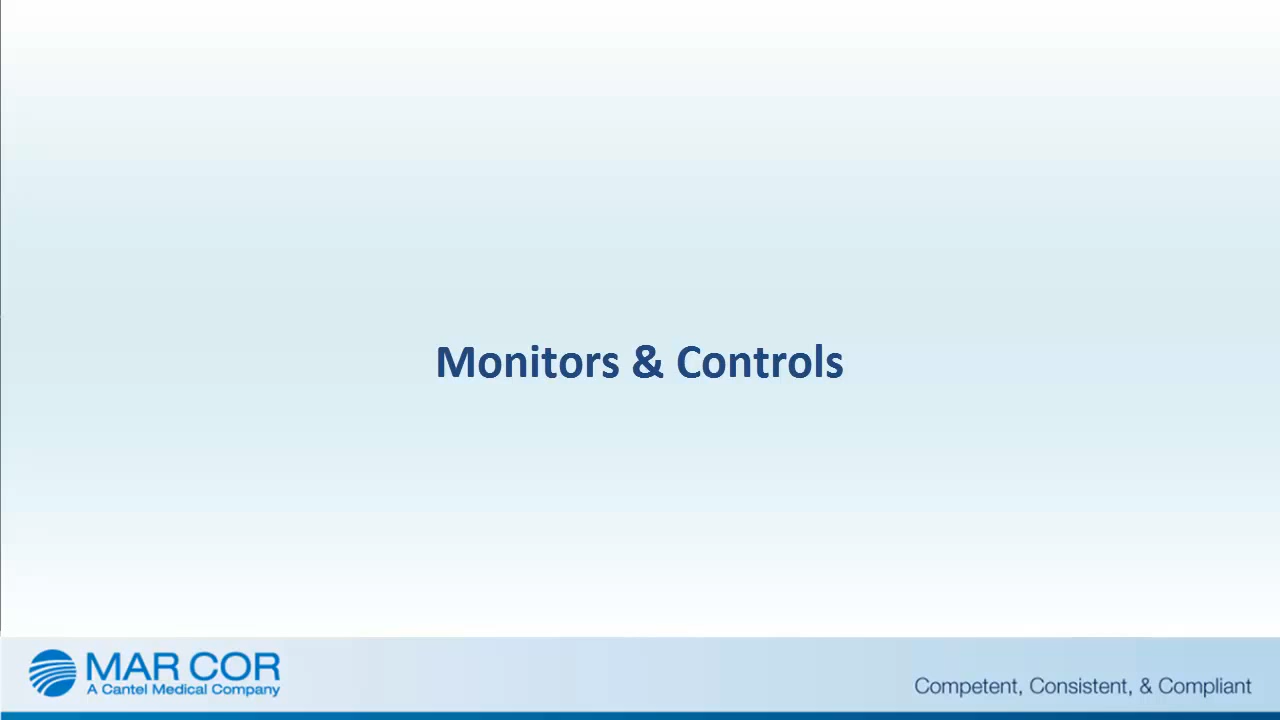 Monitors & Controls
MAR COR
A Cantel Medical Company
Competent, Consistent, & Compliant